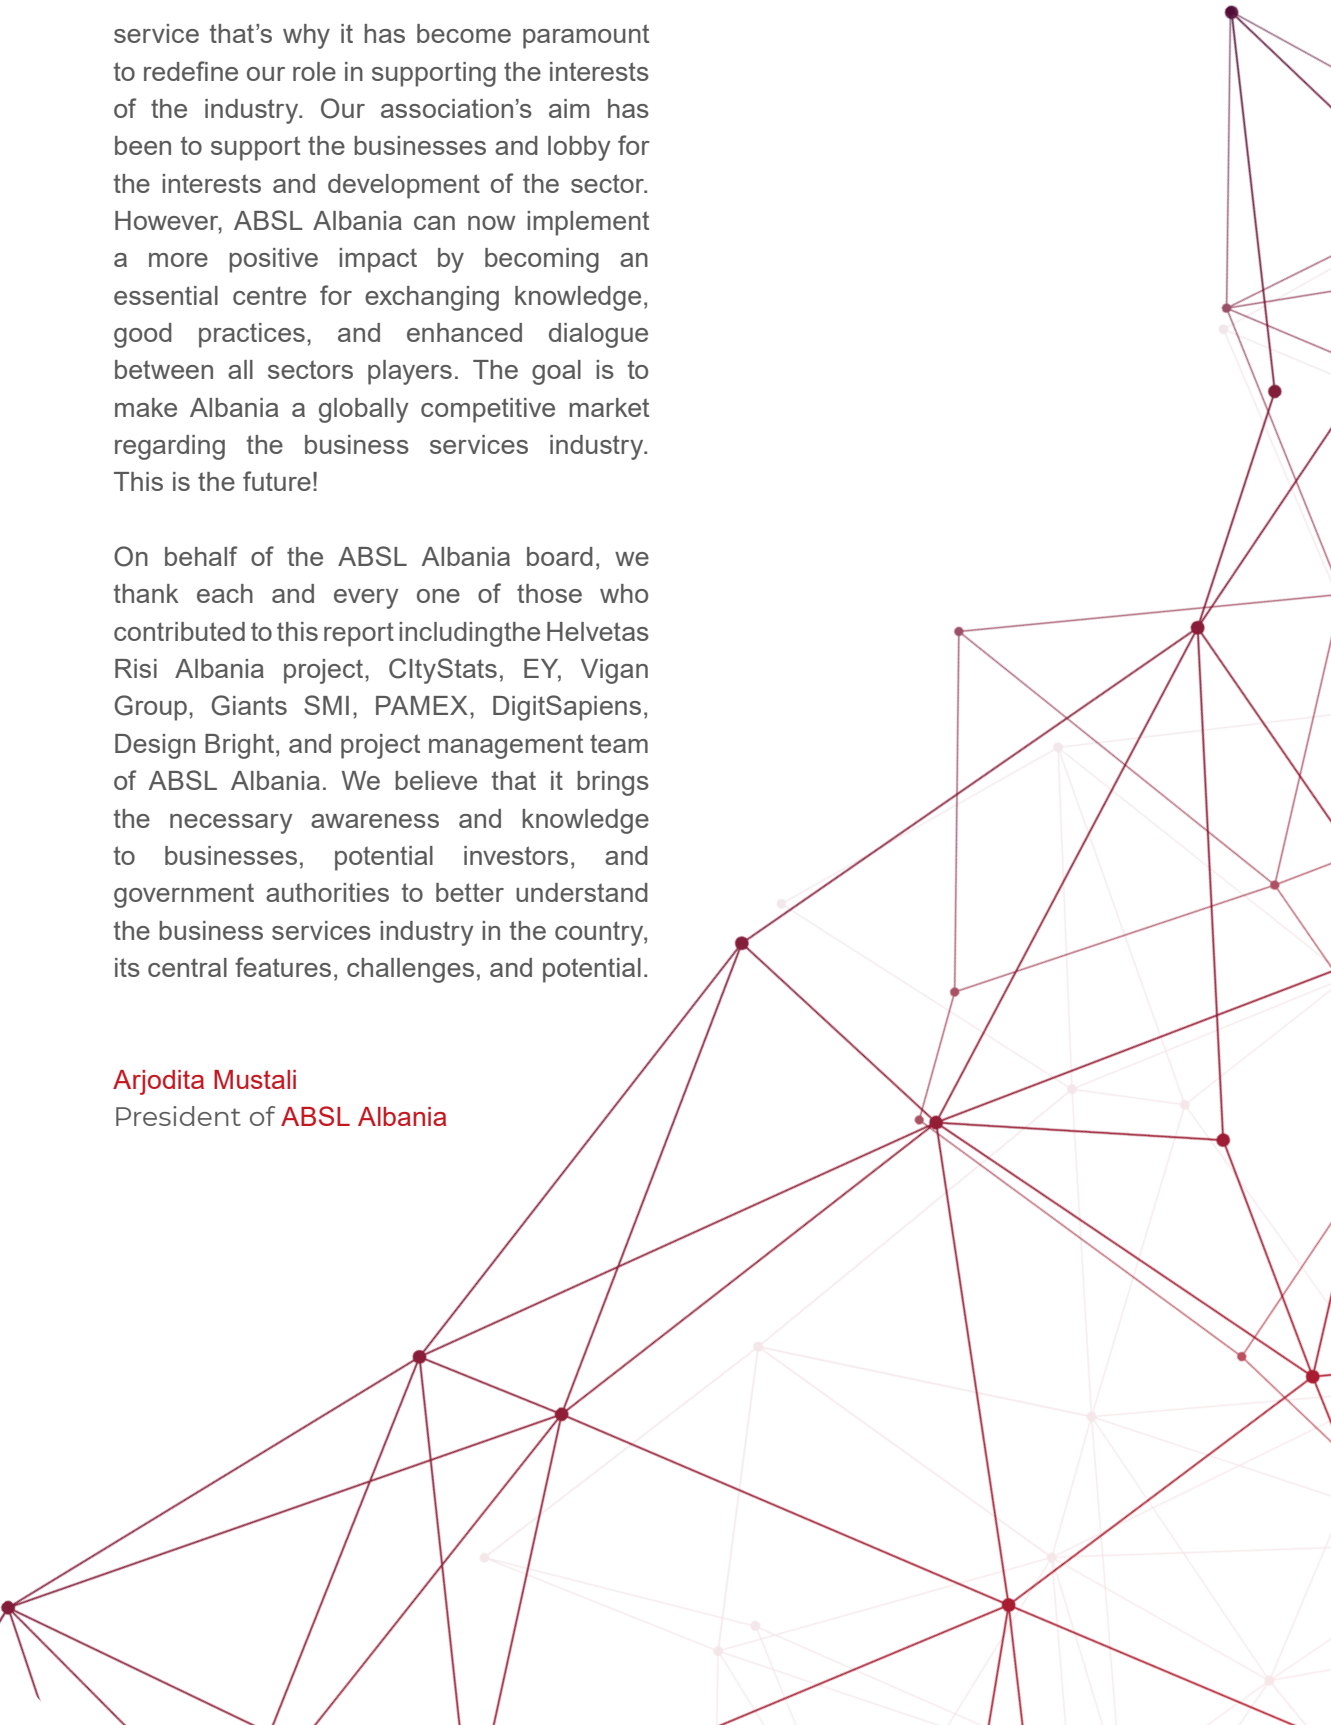 service that’s why it has become paramount
to redefine our role in supporting the interests
of the industry. Our association’s aim has
been to support the businesses and lobby for
the interests and development of the sector.
However, ABSL Albania can now implement
a more positive impact by becoming an
essential centre for exchanging knowledge,
good practices, and enhanced dialogue
between all sectors players. The goal is to
make Albania a globally competitive market
regarding the business services industry.
This is the future!
On behalf of the ABSL Albania board, we
thank each and every one of those who
contributed to this report includingthe Helvetas
Risi Albania project, CItyStats, EY, Vigan
Group, Giants SMI, PAMEX, DigitSapiens,
Design Bright, and project management team
of ABSL Albania. We believe that it brings
the necessary awareness and knowledge
to businesses, potential investors, and
government authorities to better understand
the business services industry in the country,
its central features, challenges, and potential.
Arjodita Mustali
President of ABSL Albania